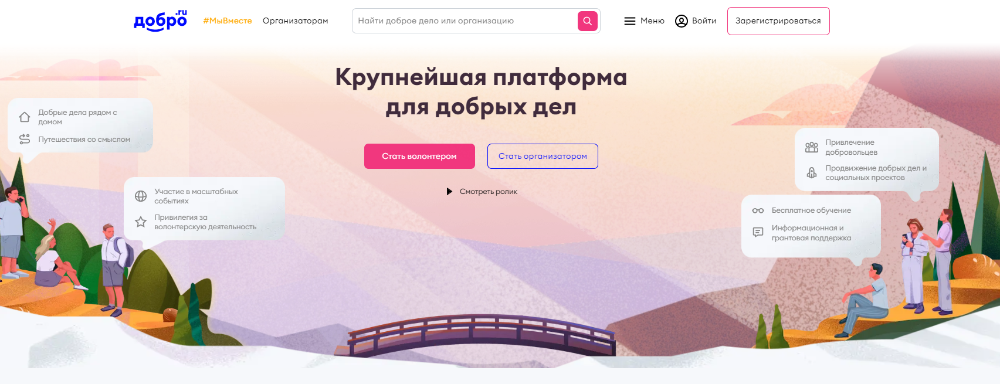 добро.ru
#МыВместе
Организаторам
Найти доброе дело или организацию
Меню
Войти
Зарегистрироваться
Крупнейшая платформа
для добрых дел
Стать волонтером
Стать организатором
Смотреть ролик
Добрые дела рядом с
домом
Путешествия со смыслом
Участие в масштабных
событиях
Привилегия за
волонтерскую деятельность
Привлечение
добровольцев
Продвижение добрых дел и
социальных проектов
Бесплатное обучение
Информационная и
грантовая поддержка